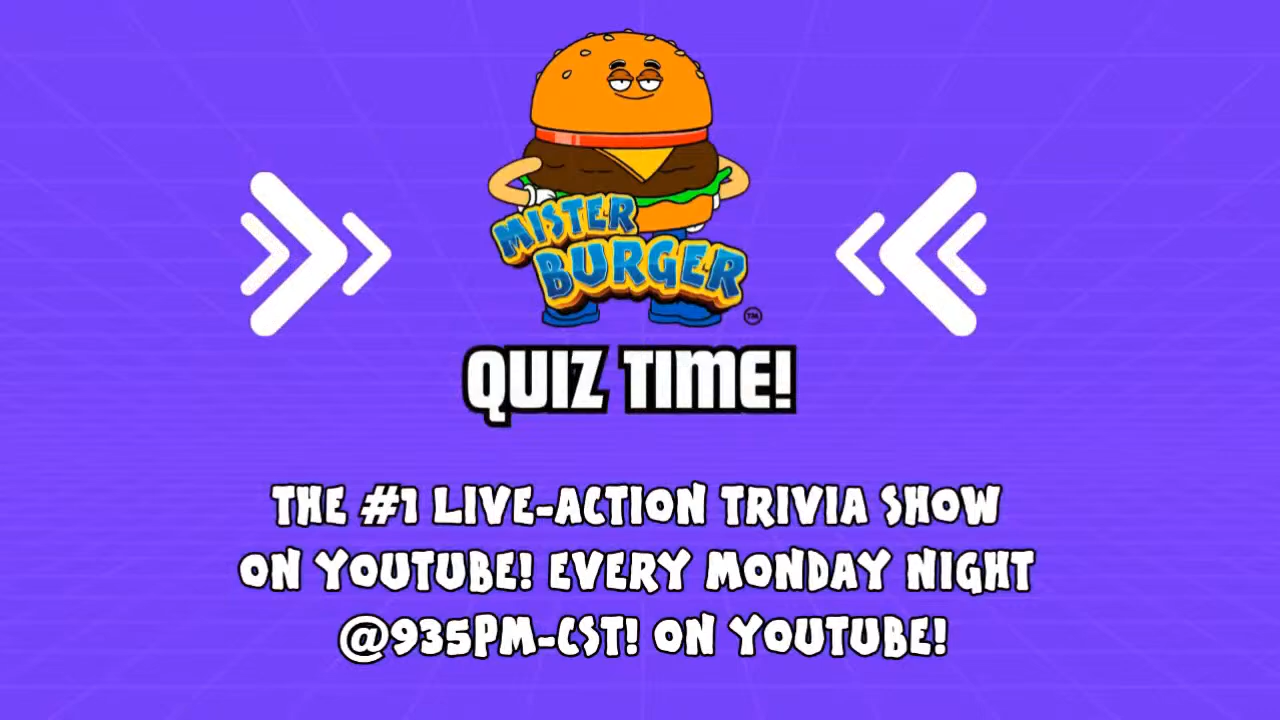 MISTER
BURGER
TM
QUIZ TIME!
THE #1 LIVE-ACTION TRIVIA SHOW
ON YOUTUBE! EVERY MONDAY NIGHT
@935PM-CST! ON YOUTUBE!